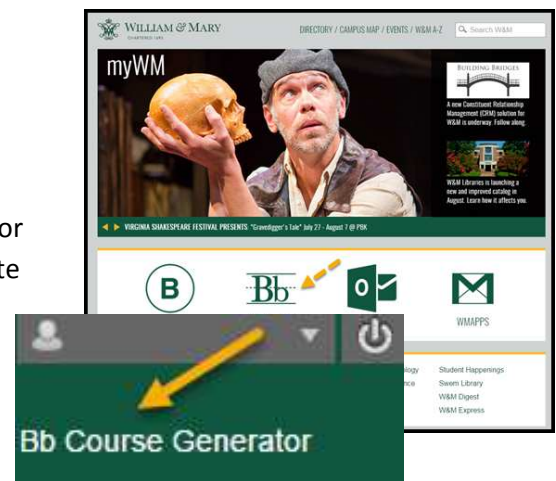 WILLIAM & MARY
CHARTERED 1693
DIRECTORY / CAMPUS MAP / EVENTS / W&M A-Z
Search W&M
myWM
BUILDING BRIDGES
A new Constituent Relationship
Management (CRM) solution for
W&M is underway. Follow along.
W&M Libraries is launching a
new and improved catalog in
August. Learn how it affects you.
VIRGINIA SHAKESPEARE FESTIVAL PRESENTS "Gravedigger's Tale" July 27 - August 7 @ PBK
or
te
B
Bb
O
WMAPPS
Student Happenings
Swem Library
W&M Digest
W&M Express
Bb Course Generator